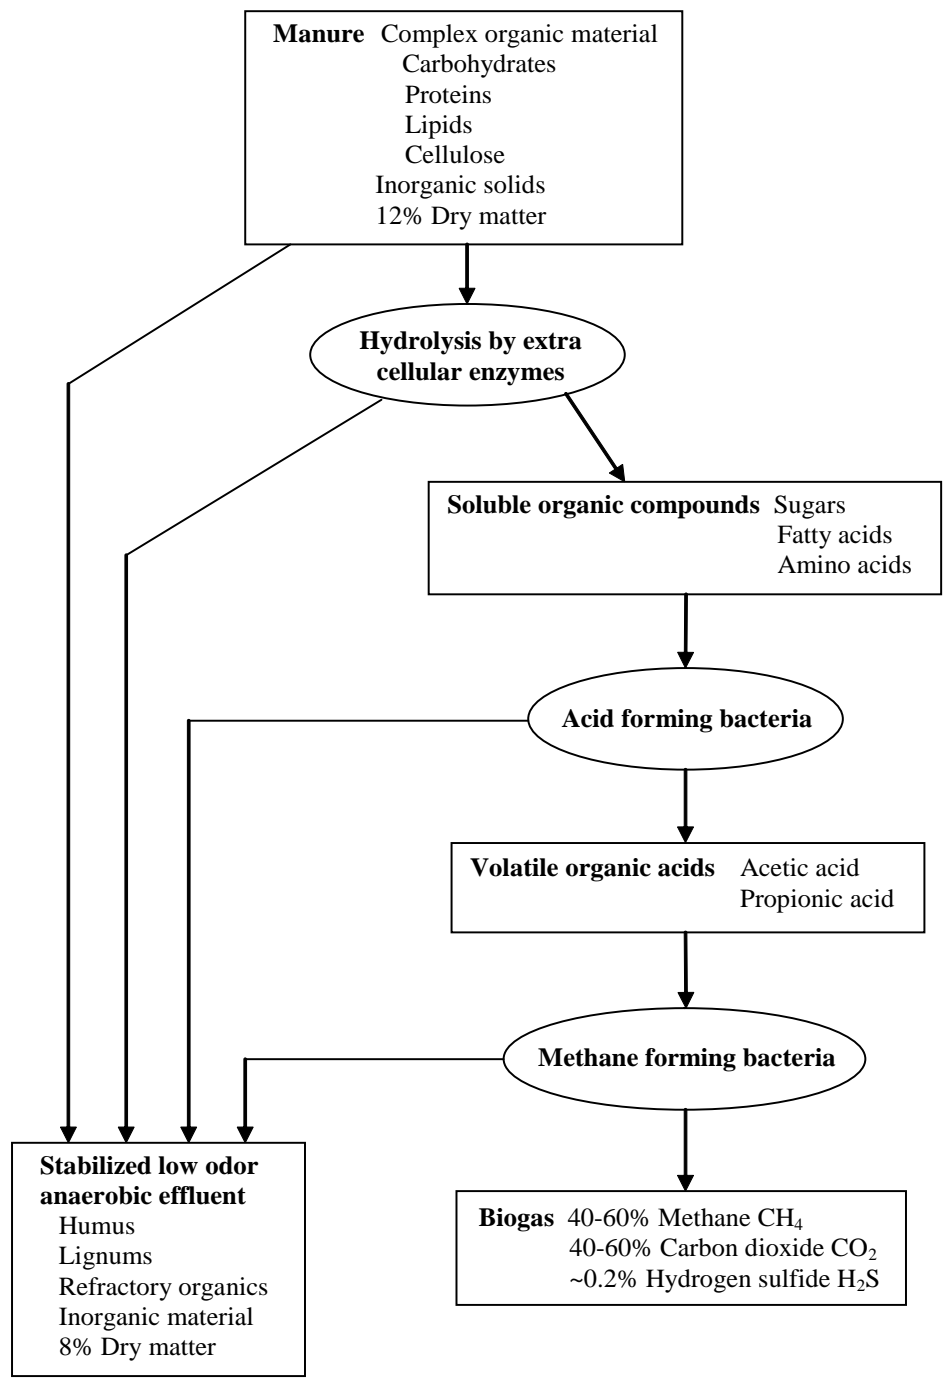 Manure Complex organic material
Carbohydrates
Proteins
Lipids
Cellulose
Inorganic solids
12% Dry matter
Hydrolysis by extra
cellular enzymes
Soluble organic compounds Sugars
Fatty acids
Amino acids
Acid forming bacteria
Volatile organic acids Acetic acid
Propionic acid
Methane forming bacteria
Stabilized low odor
anaerobic effluent
Humus
Lignums
Refractory organics
Inorganic material
8% Dry matter
Biogas 40-60% Methane CH₄
40-60% Carbon dioxide CO₂
~0.2% Hydrogen sulfide H₂S